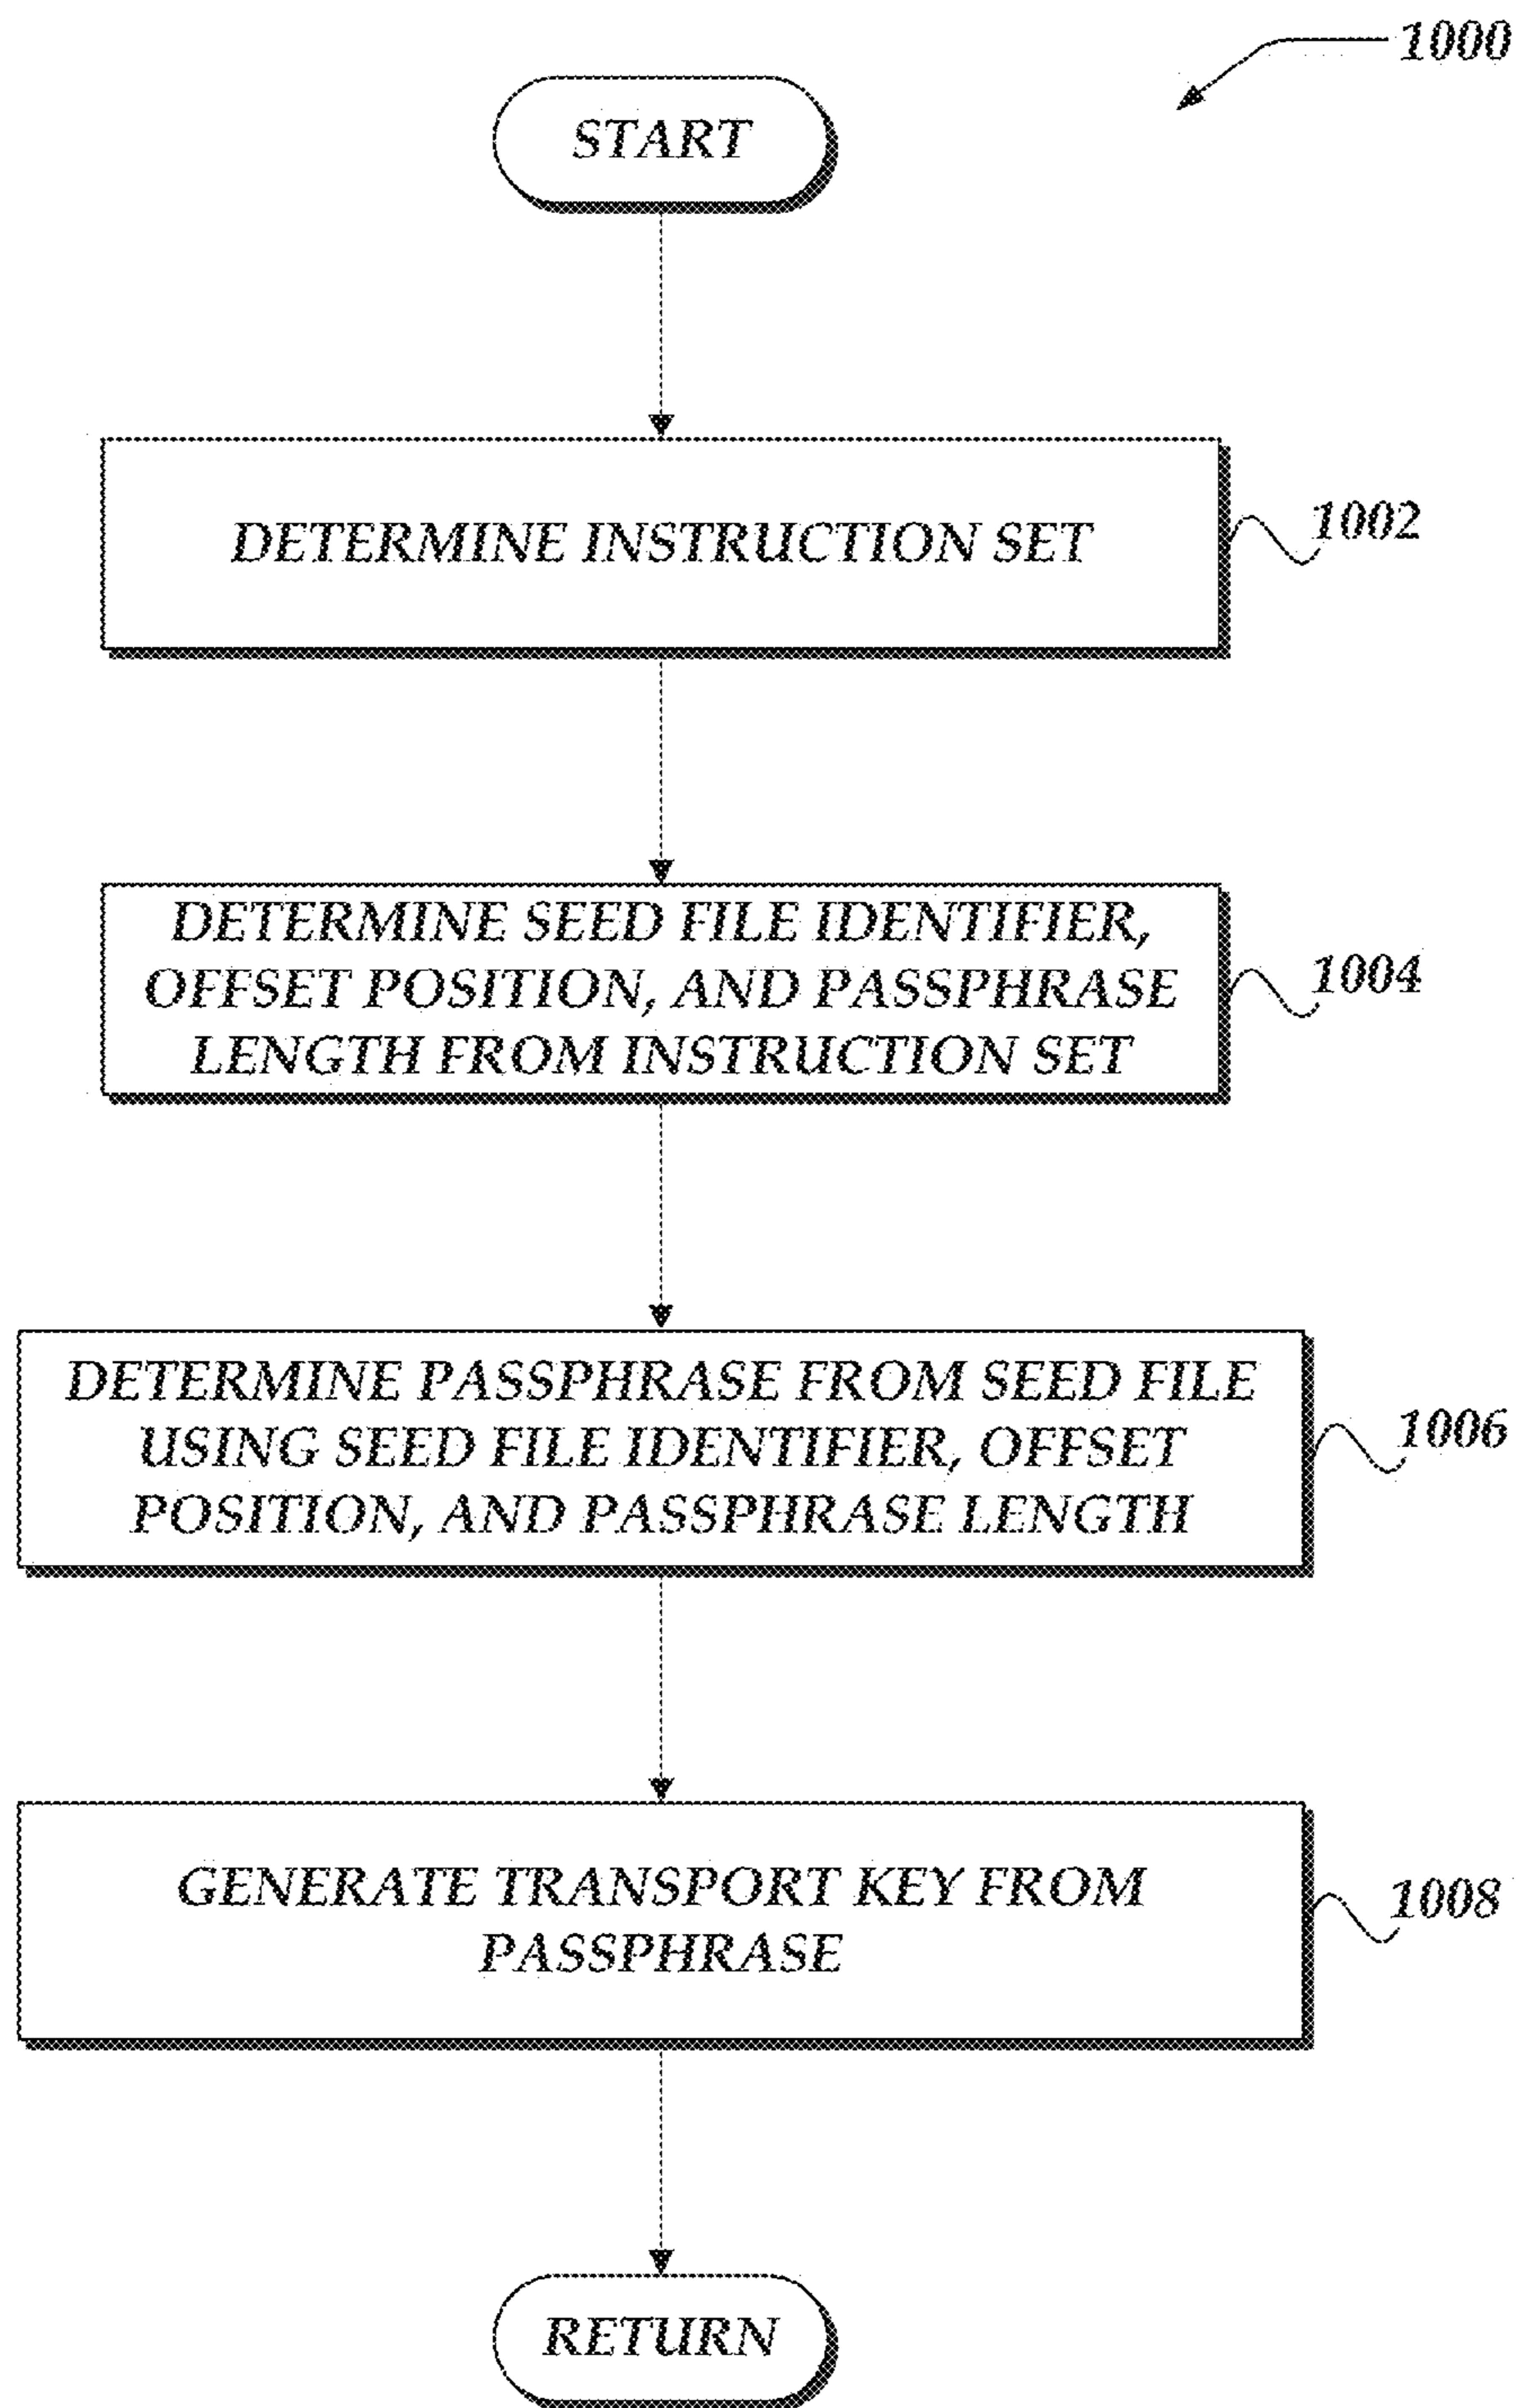 1000
START
DETERMINE INSTRUCTION SET
1002
DETERMINE SEED FILE IDENTIFIER,
OFFSET POSITION, AND PASSPHRASE
LENGTH FROM INSTRUCTION SET
1004
DETERMINE PASSPHRASE FROM SEED FILE
USING SEED FILE IDENTIFIER, OFFSET
POSITION, AND PASSPHRASE LENGTH
1006
GENERATE TRANSPORT KEY FROM
PASSPHRASE
1008
RETURN